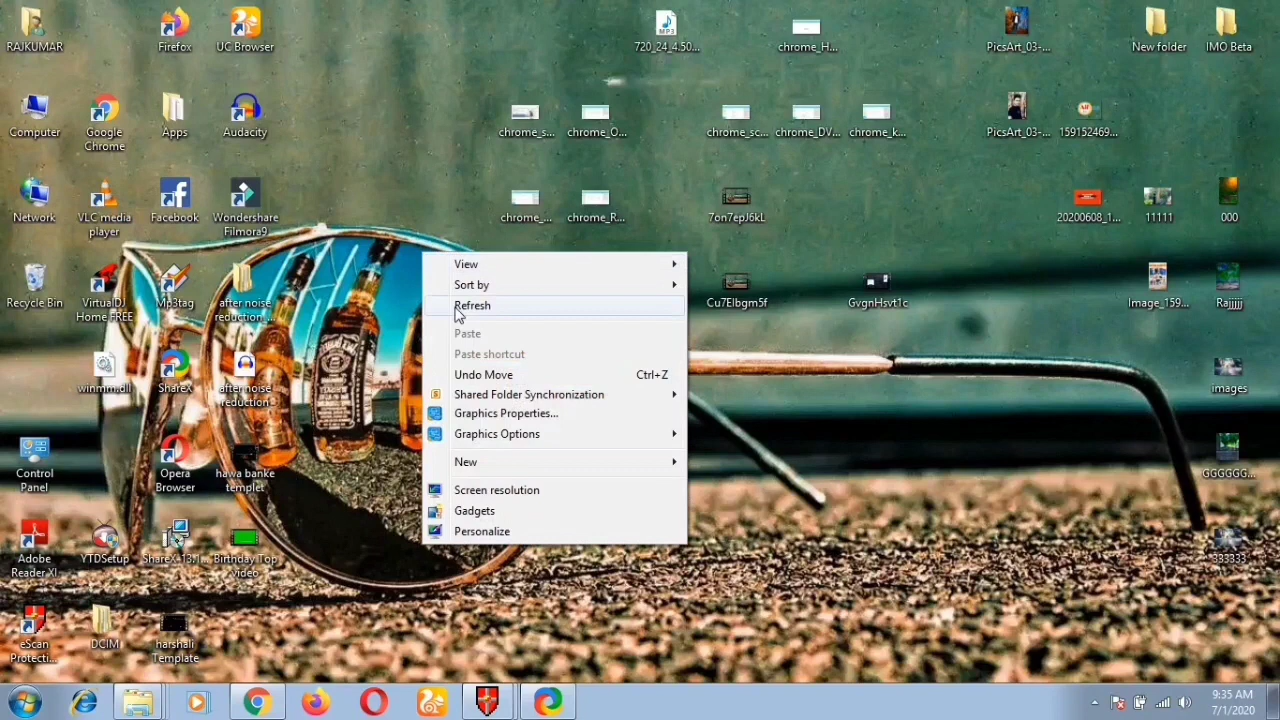 RAJKUMAR
Firefox
UC Browser
720_24_4.50...
chrome_H...
PicsArt_03-...
New folder
IMO Beta
Computer
Google
Chrome
Apps
Audacity
chrome_s...
chrome_O...
chrome_sc...
chrome_DV...
chrome_k...
PicsArt_03-...
159152469...
Network
VLC media
player
Facebook
Wondershare
Filmora9
chrome_...
chrome_R...
7on7epJ6kL
20200608_1...
11111
000
Recycle Bin
VirtualDJ
Home FREE
Mp3tag
after noise
reduction ...
Cu7EIbgm5f
GvgnHsvt1c
Image_159...
Rajjjjj
winmm.dll
ShareX
after noise
reduction
images
Control
Panel
Opera
Browser
hawa banke
templet
GGGGGG...
Adobe
Reader XI
YTDSetup
ShareX-13.1...
Birthday Top
video
333333
eScan
Protecti...
DCIM
harshali
Template
View
Sort by
Refresh
Paste
Paste shortcut
Undo Move Ctrl+Z
Shared Folder Synchronization
Graphics Properties...
Graphics Options
New
Screen resolution
Gadgets
Personalize
9:35 AM
7/1/2020